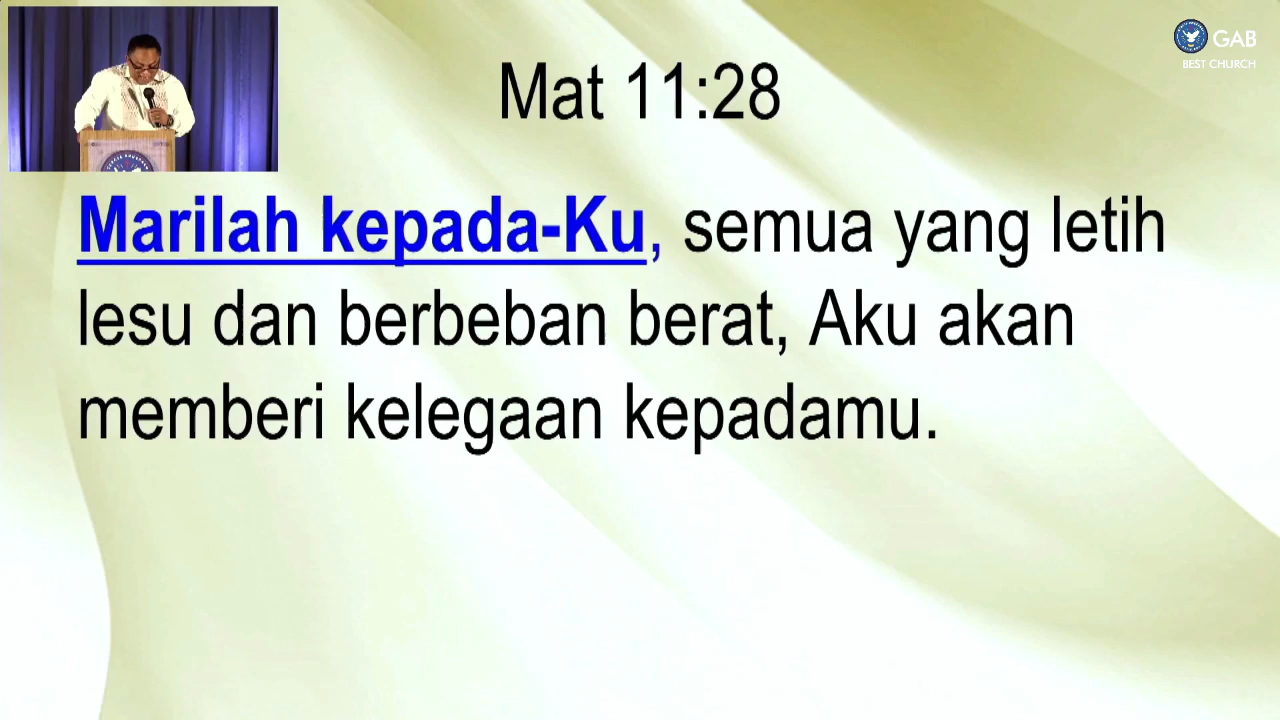 GAB
BEST CHURCH
Mat 11:28
Marilah kepada-Ku, semua yang letih
lesu dan berbeban berat, Aku akan
memberi kelegaan kepadamu.